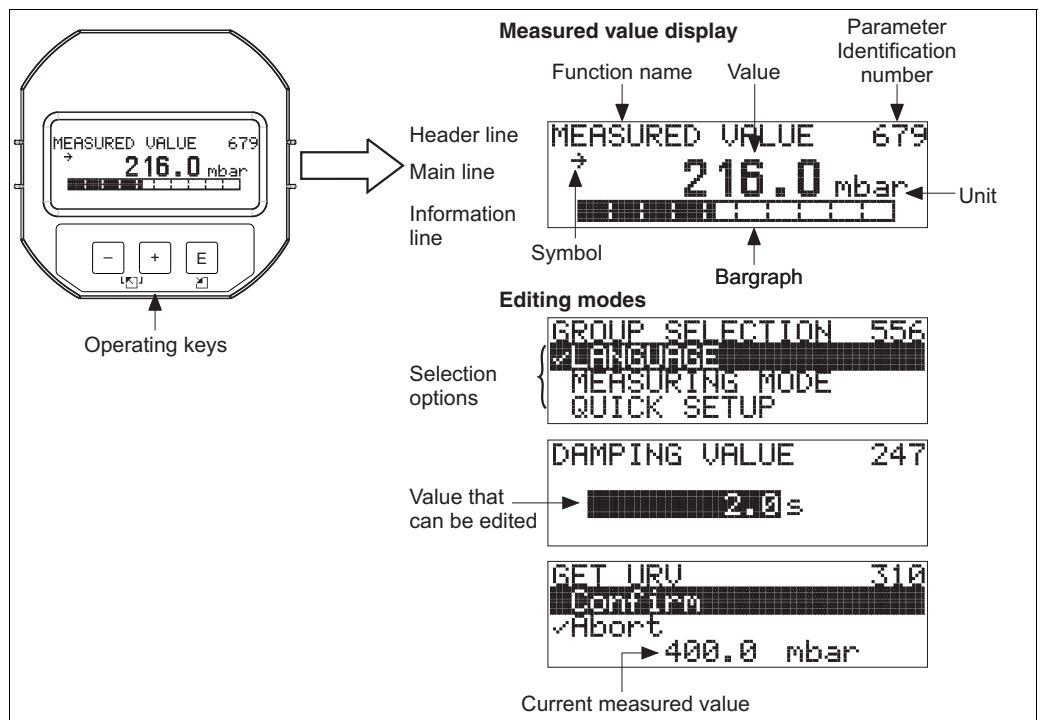 MEASURED VALUE 679
216.0 mbar
– + E
Operating keys
Measured value display
Function name
Value
Parameter
Identification
number
Header line
Main line
Information
line
MEASURED VALUE 679
216.0 mbar
Unit
Symbol
Bargraph
Editing modes
Selection
options
GROUP SELECTION 556
✓LANGUAGE
MEASURING MODE
QUICK SETUP
DAMPING VALUE 247
Value that
can be edited
2.0 s
GET URV 310
Confirm
✓Abort
400.0 mbar
Current measured value